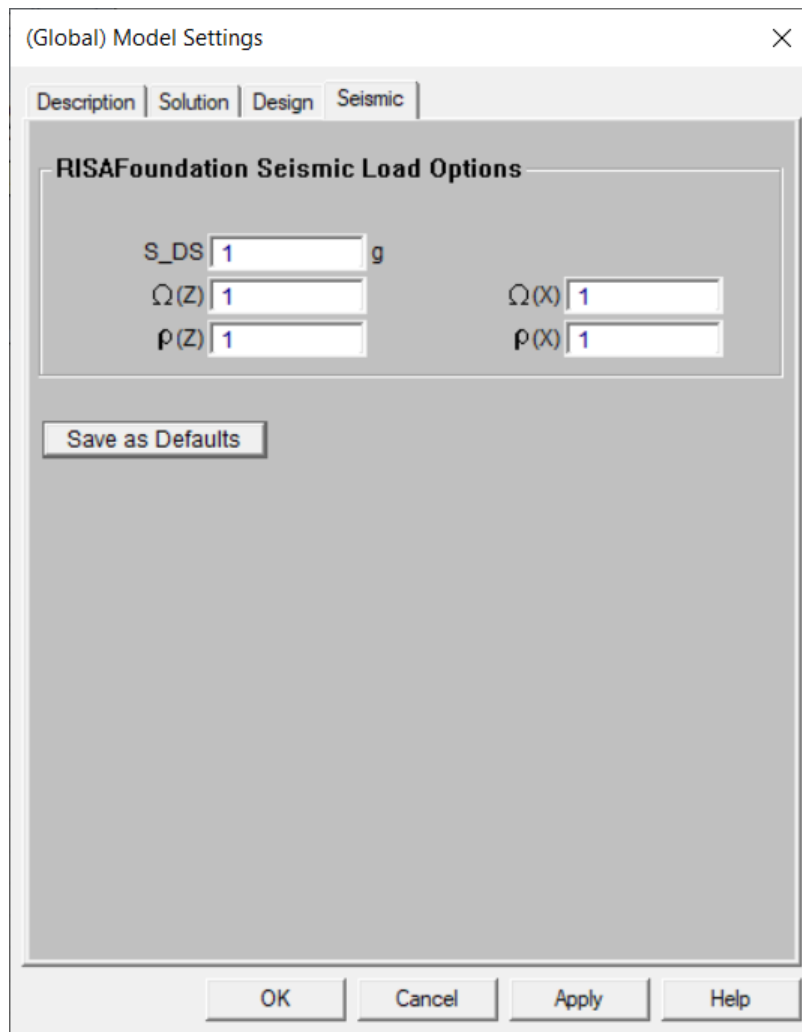 (Global) Model Settings
Description Solution Design Seismic
RISAFoundation Seismic Load Options
S_DS 1 g
Ω(Z) 1 Ω(X) 1
ρ(Z) 1 ρ(X) 1
Save as Defaults
OK Cancel Apply Help